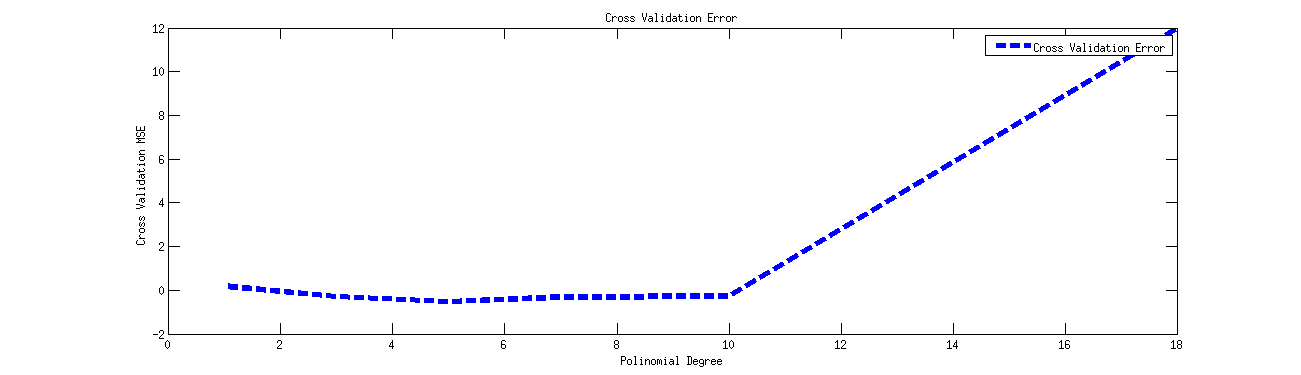 Cross Validation Error
Cross Validation Error
12
10
8
6
4
2
0
-2
Cross Validation MSE
0 2 4 6 8 10 12 14 16 18
Polinomial Degree